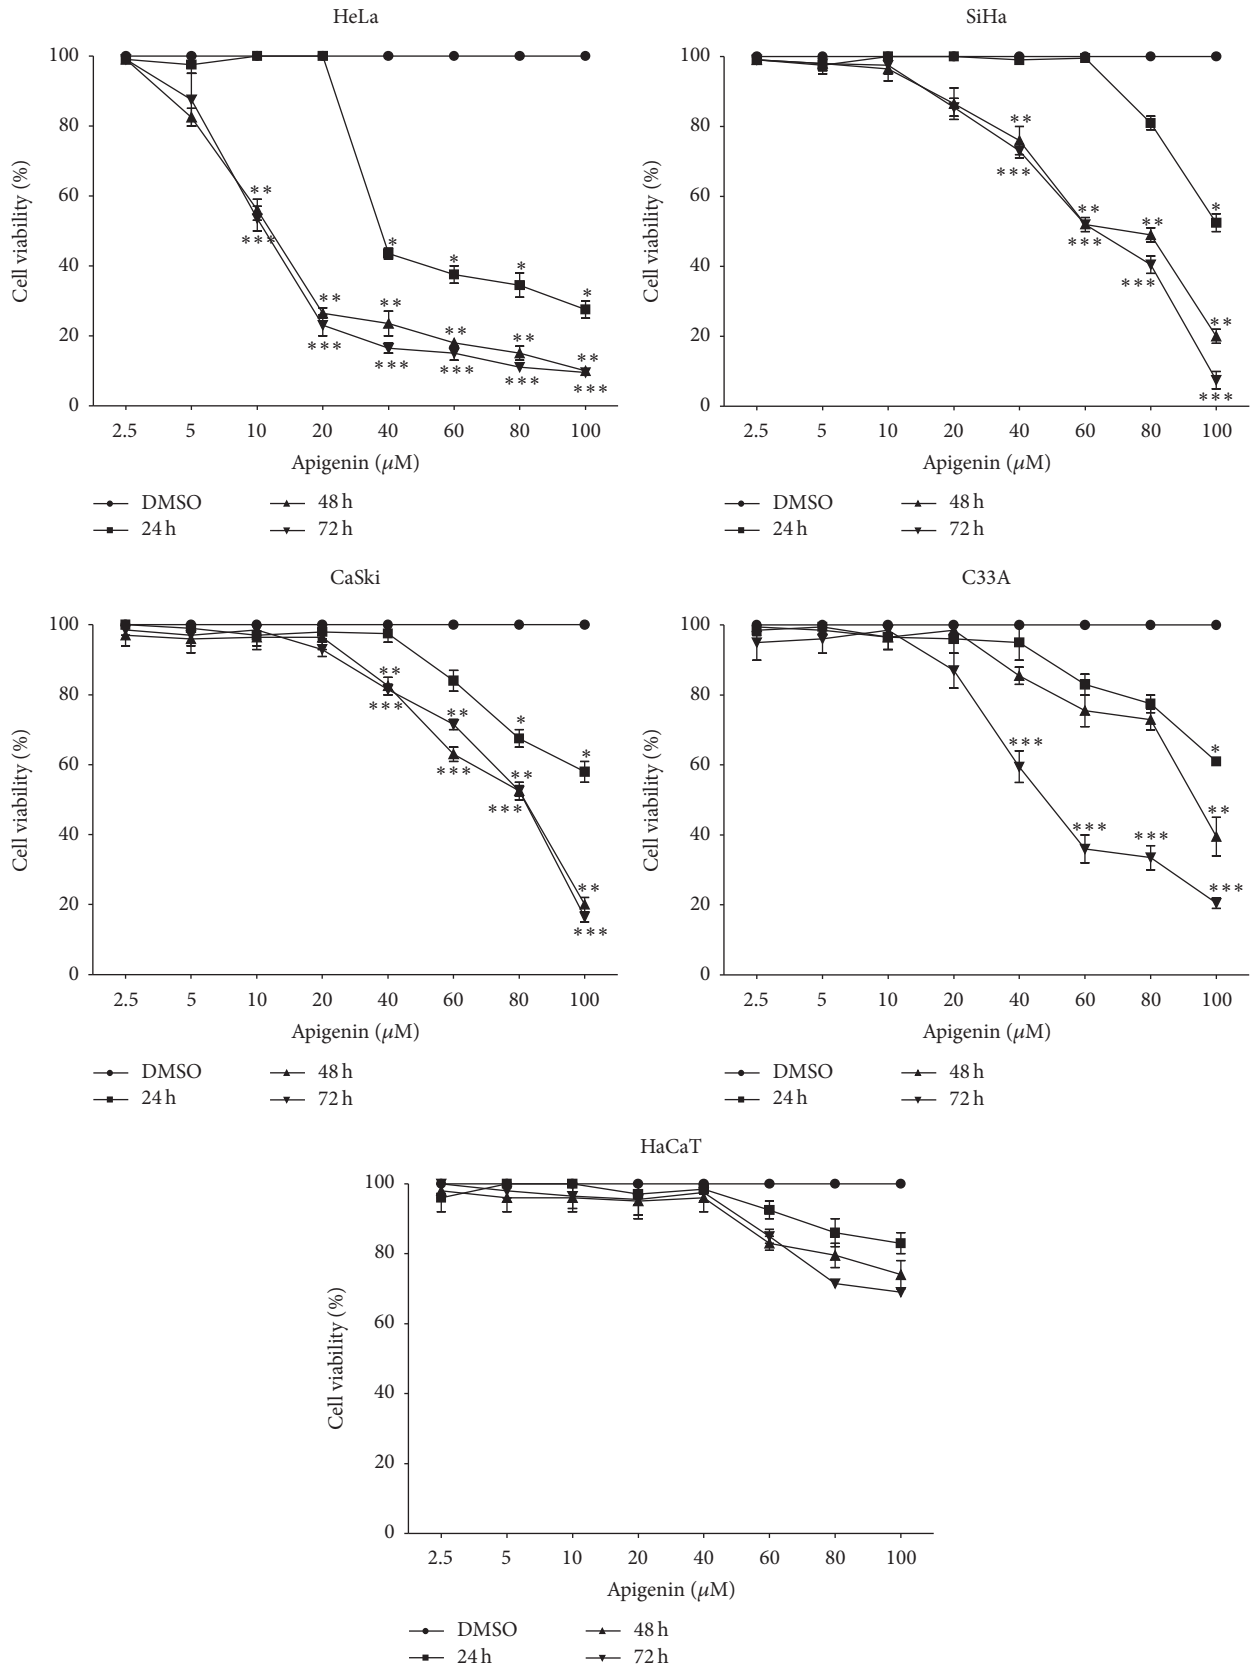 HeLa
100
80
60
40
20
0
Cell viability (%)
**
***
*
*
*
*
**
**
**
**
**
***
***
***
***
***
2.5 5 10 20 40 60 80 100
Apigenin (μM)
DMSO 48 h
24 h 72 h
SiHa
100
80
60
40
20
0
Cell viability (%)
**
***
**
***
**
***
*
**
***
2.5 5 10 20 40 60 80 100
Apigenin (μM)
DMSO 48 h
24 h 72 h
CaSki
100
80
60
40
20
0
Cell viability (%)
**
***
**
***
*
**
***
*
**
***
2.5 5 10 20 40 60 80 100
Apigenin (μM)
DMSO 48 h
24 h 72 h
C33A
100
80
60
40
20
0
Cell viability (%)
***
***
***
*
**
***
2.5 5 10 20 40 60 80 100
Apigenin (μM)
DMSO 48 h
24 h 72 h
HaCaT
100
80
60
40
20
0
Cell viability (%)
2.5 5 10 20 40 60 80 100
Apigenin (μM)
DMSO 48 h
24 h 72 h